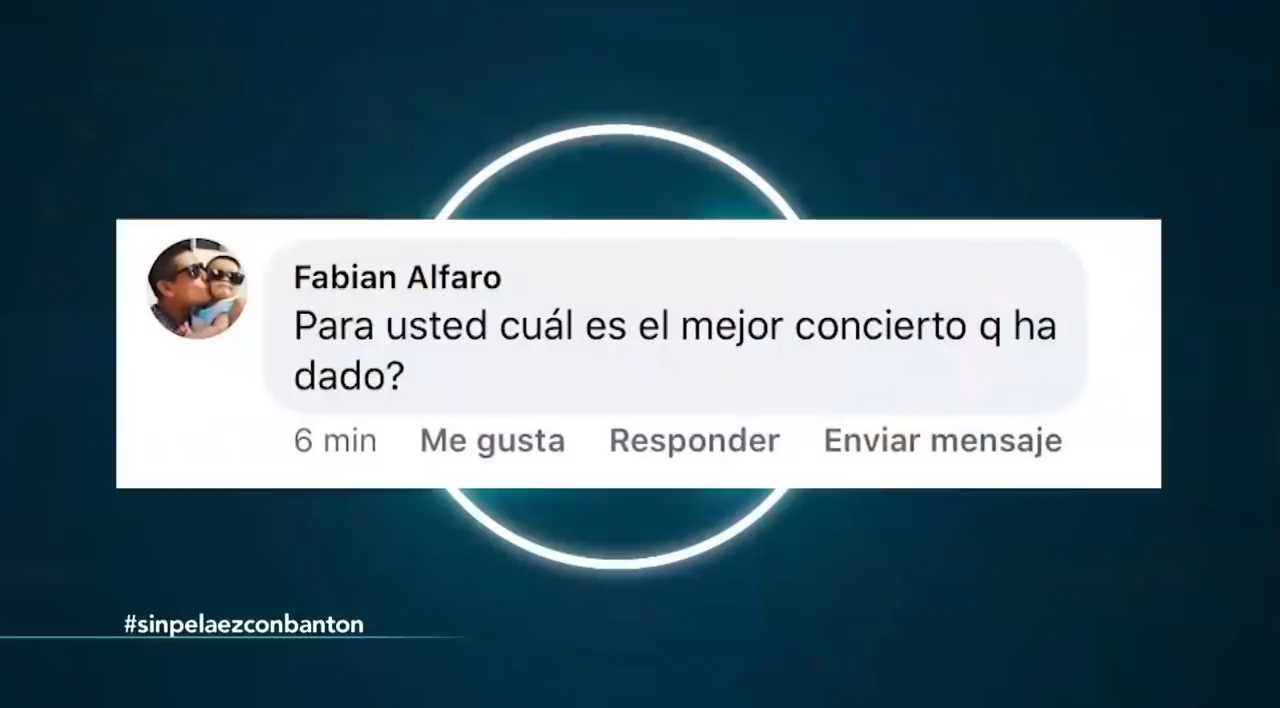 Fabian Alfaro
Para usted cuál es el mejor concierto q ha
dado?
6 min Me gusta Responder Enviar mensaje
#sinpelaezconbanton